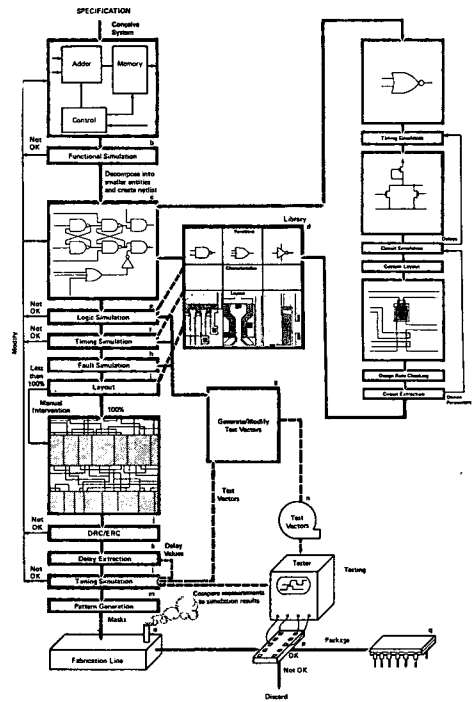 SPECIFICATION
Conceive
System
Adder
Memory
Control
Not
OK
b
Functional Simulation
Decompose into
smaller entities
and create netlist
c
Library
d
Functions
Characteristics
Layout
Modify
Not
OK
Logic Simulation
Not
OK
Timing Simulation
f
Less
than
100%
Fault Simulation
h
Layout
Manual
Intervention
100%
g
Generate/Modify
Test Vectors
Test
Vectors
n
Test
Vectors
Not
OK
DRC/ERC
Delay Extraction
k
Delay
Values
Not
OK
Timing Simulation
m
Pattern Generation
Masks
Compare measurements
to simulation results
Tester
Testing
Fabrication Line
p
OK
Not OK
Discard
Package
q
Timing Simulation
Delays
Circuit Simulation
Custom Layout
Design Rule Checking
Circuit Extraction
Device
Parameters